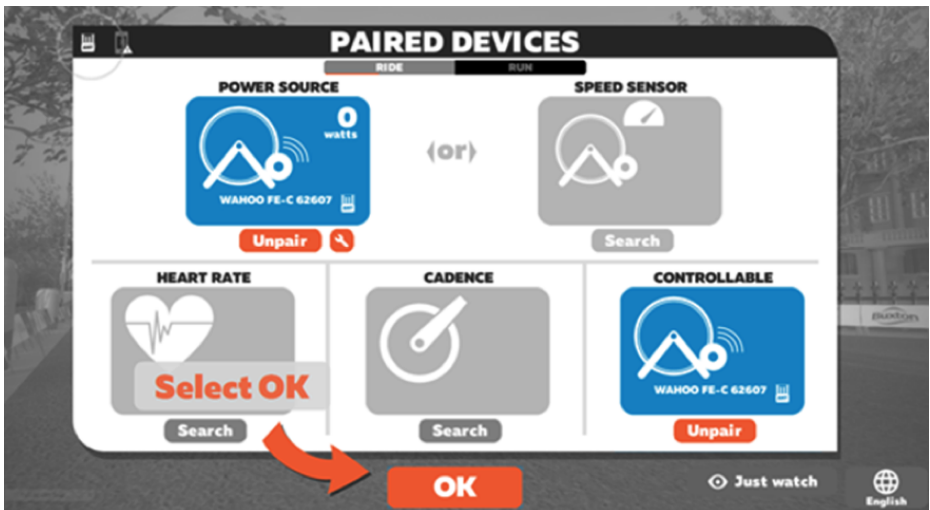 PAIRED DEVICES
RIDE
RUN
POWER SOURCE
SPEED SENSOR
0
watts
(or)
WAHOO FE-C 62607
Unpair
Search
HEART RATE
CADENCE
CONTROLLABLE
Select OK
WAHOO FE-C 62607
Search
Search
Unpair
OK
Just watch
English
Buxton